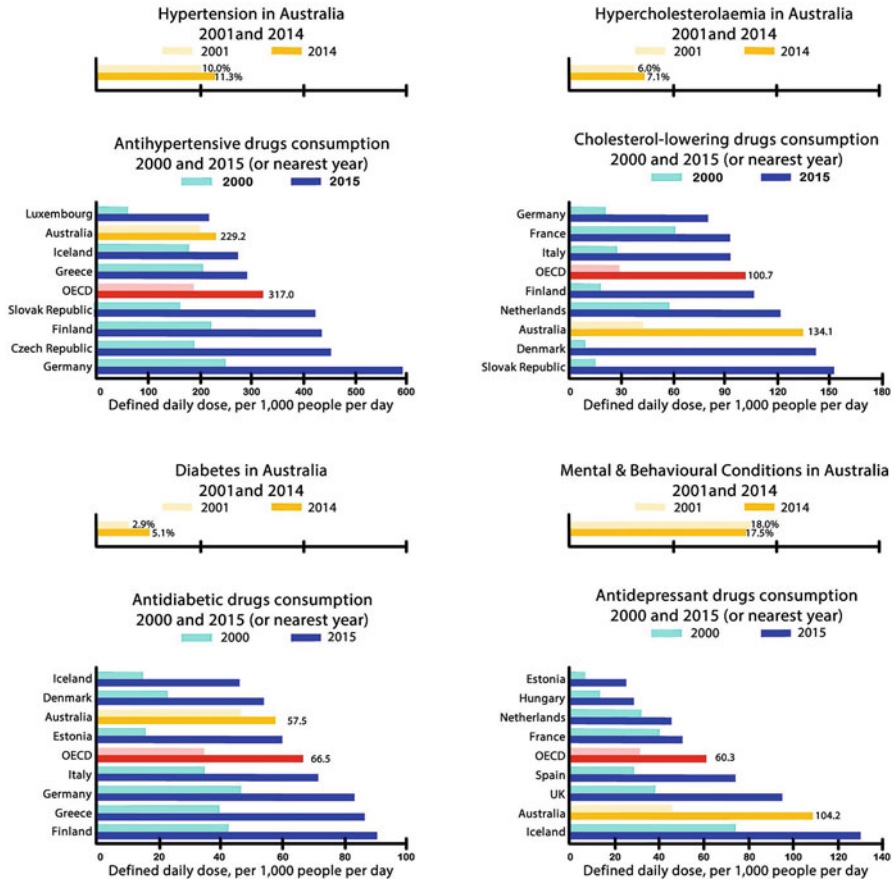 Hypertension in Australia
2001and 2014
2001 2014
10.0%
11.3%
Antihypertensive drugs consumption
2000 and 2015 (or nearest year)
2000 2015
Luxembourg
Australia 229.2
Iceland
Greece
OECD 317.0
Slovak Republic
Finland
Czech Republic
Germany
0 100 200 300 400 500 600
Defined daily dose, per 1,000 people per day
Hypercholesterolaemia in Australia
2001 and 2014
2001 2014
6.0%
7.1%
Cholesterol-lowering drugs consumption
2000 and 2015 (or nearest year)
2000 2015
Germany
France
Italy
OECD 100.7
Finland
Netherlands
Australia 134.1
Denmark
Slovak Republic
0 30 60 90 120 150 180
Defined daily dose, per 1,000 people per day
Diabetes in Australia
2001and 2014
2001 2014
2.9%
5.1%
Antidiabetic drugs consumption
2000 and 2015 (or nearest year)
2000 2015
Iceland
Denmark
Australia 57.5
Estonia
OECD 66.5
Italy
Germany
Greece
Finland
0 20 40 60 80 100
Defined daily dose, per 1,000 people per day
Mental & Behavioural Conditions in Australia
2001and 2014
2001 2014
18.0%
17.5%
Antidepressant drugs consumption
2000 and 2015 (or nearest year)
2000 2015
Estonia
Hungary
Netherlands
France
OECD 60.3
Spain
UK
Australia 104.2
Iceland
0 20 40 60 80 100 120 140
Defined daily dose, per 1,000 people per day